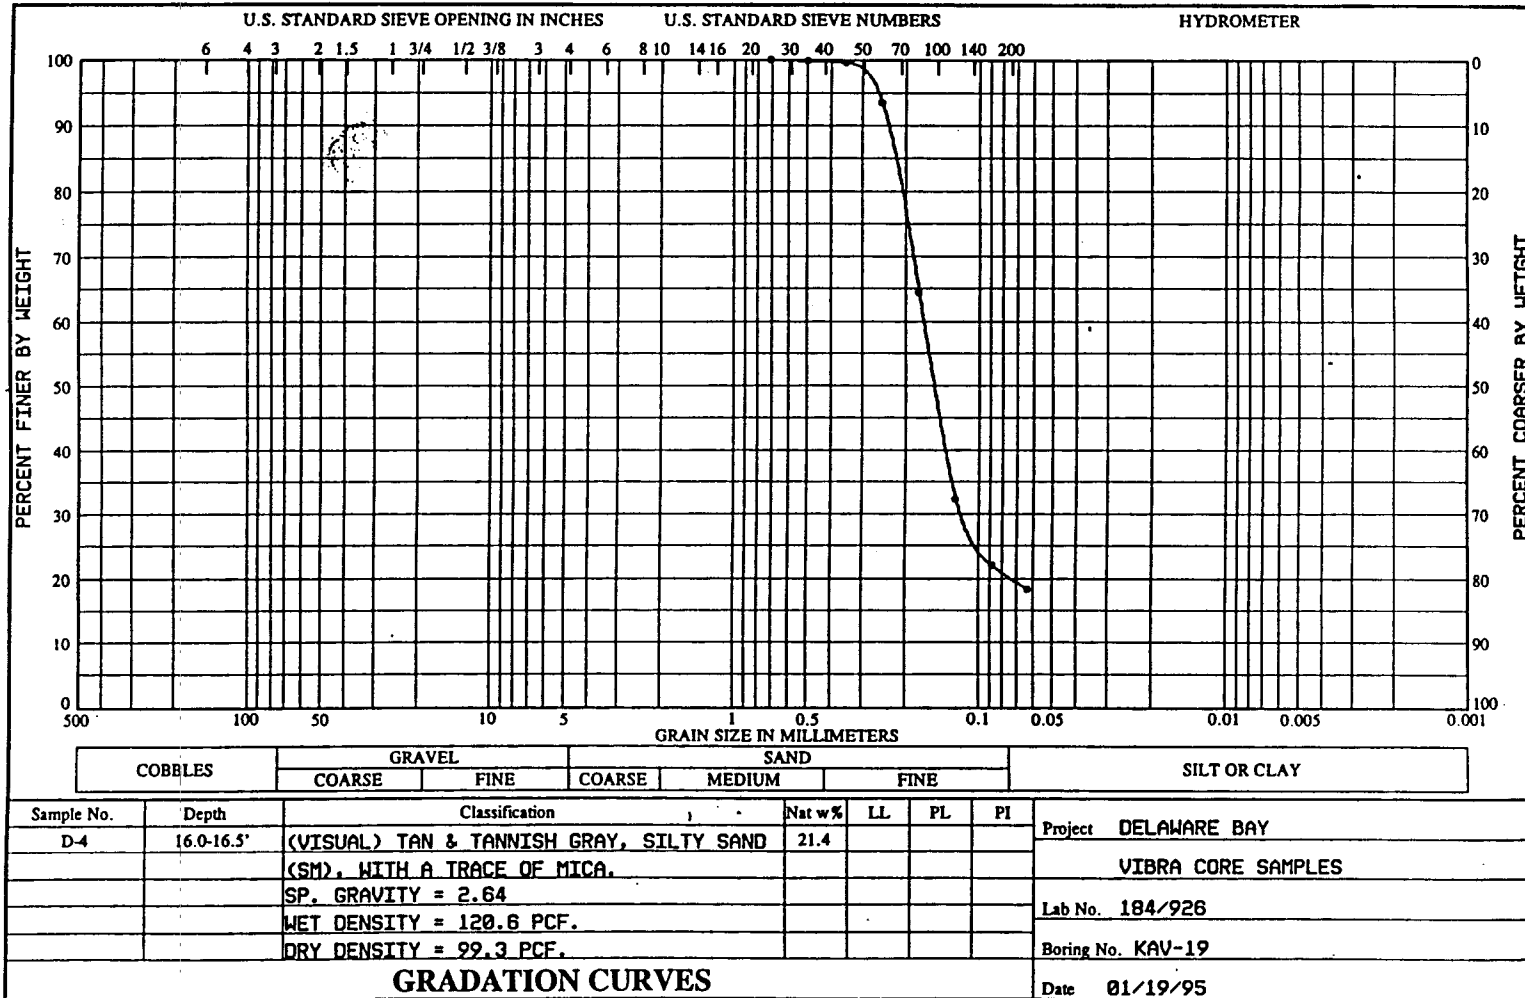 U.S. STANDARD SIEVE OPENING IN INCHES U.S. STANDARD SIEVE NUMBERS HYDROMETER
6 4 3 2 1.5 1 3/4 1/2 3/8 3 4 6 8 10 14 16 20 30 40 50 70 100 140 200
100 0
90 10
80 20
70 30
60 40
50 50
40 60
30 70
20 80
10 90
0 100
PERCENT FINER BY WEIGHT
PERCENT COARSER BY WEIGHT
500 100 50 10 5 1 0.5 0.1 0.05 0.01 0.005 0.001
GRAIN SIZE IN MILLIMETERS
COBBLES GRAVEL SAND SILT OR CLAY
COARSE FINE COARSE MEDIUM FINE
Sample No. Depth Classification Nat w% LL PL PI
D-4 16.0-16.5' (VISUAL) TAN & TANNISH GRAY, SILTY SAND 21.4
(SM), WITH A TRACE OF MICA.
SP. GRAVITY = 2.64
WET DENSITY = 120.6 PCF.
DRY DENSITY = 99.3 PCF.
GRADATION CURVES
Project DELAWARE BAY
VIBRA CORE SAMPLES
Lab No. 184/926
Boring No. KAV-19
Date 01/19/95